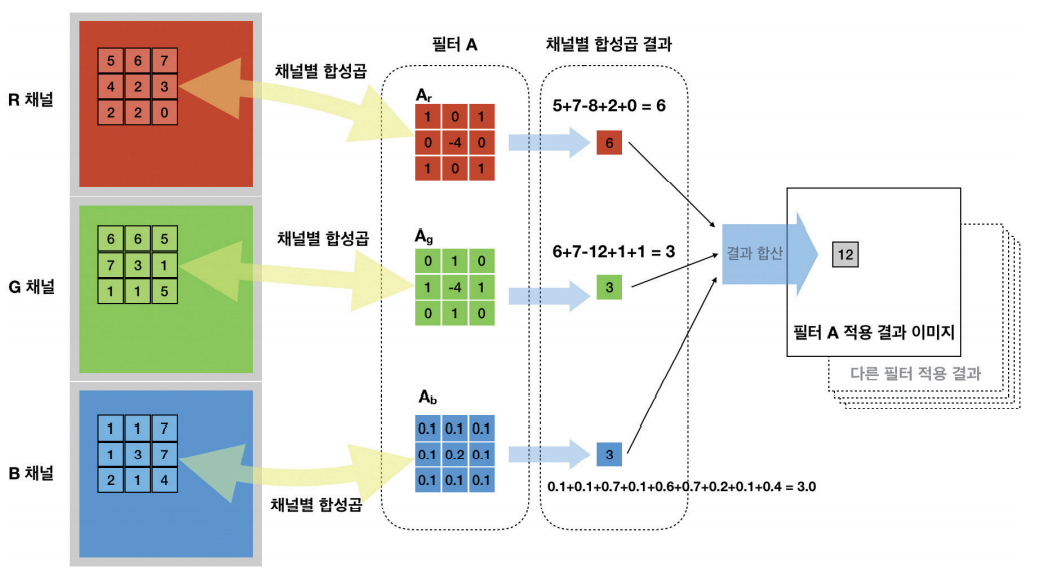 필터 A
채널별 합성곱 결과
R 채널
5 6 7
4 2 3
2 2 0
채널별 합성곱
Ar
1 0 1
0 -4 0
1 0 1
5+7-8+2+0 = 6
6
G 채널
6 6 5
7 3 1
1 1 5
채널별 합성곱
Ag
0 1 0
1 -4 1
0 1 0
6+7-12+1+1 = 3
3
결과 합산
12
필터 A 적용 결과 이미지
다른 필터 적용 결과
B 채널
1 1 7
1 3 7
2 1 4
채널별 합성곱
Ab
0.1 0.1 0.1
0.1 0.2 0.1
0.1 0.1 0.1
3
0.1+0.1+0.7+0.1+0.6+0.7+0.2+0.1+0.4 = 3.0